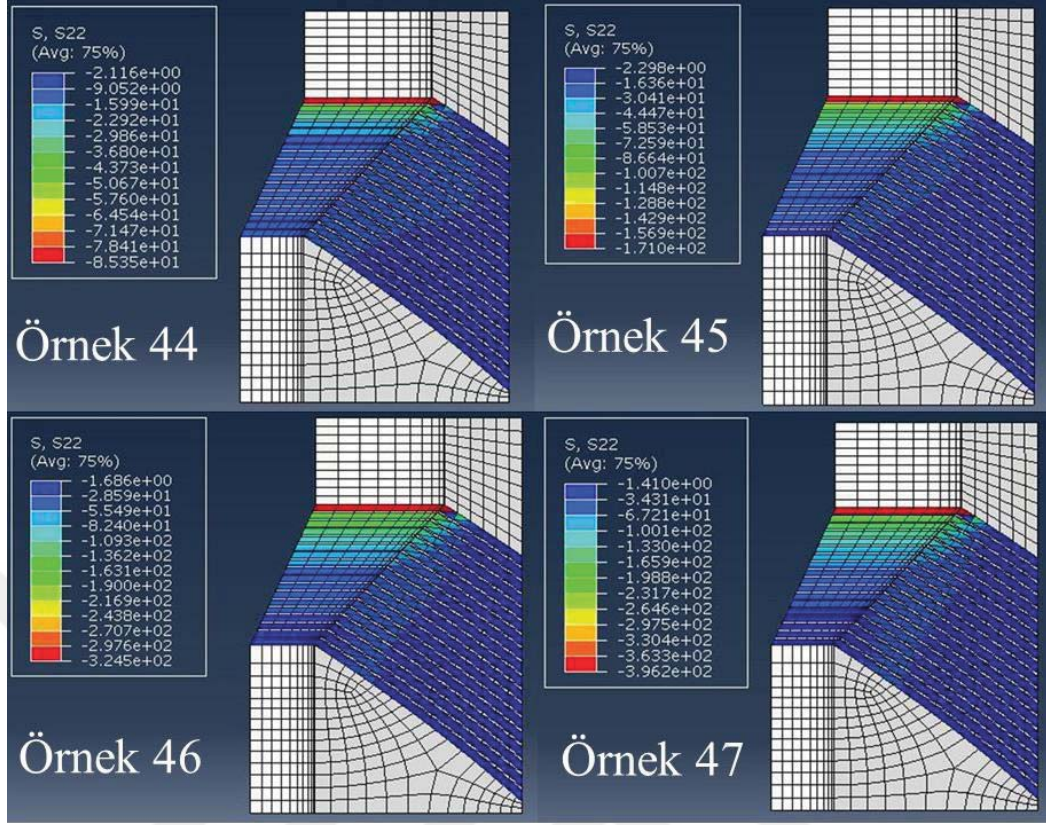 S, S22
(Avg: 75%)
-2.116e+00
-9.052e+00
-1.599e+01
-2.292e+01
-2.986e+01
-3.680e+01
-4.373e+01
-5.067e+01
-5.760e+01
-6.454e+01
-7.147e+01
-7.841e+01
-8.535e+01
Örnek 44
S, S22
(Avg: 75%)
-2.298e+00
-1.636e+01
-3.041e+01
-4.447e+01
-5.853e+01
-7.259e+01
-8.664e+01
-1.007e+02
-1.148e+02
-1.288e+02
-1.429e+02
-1.569e+02
-1.710e+02
Örnek 45
S, S22
(Avg: 75%)
-1.686e+00
-2.859e+01
-5.549e+01
-8.240e+01
-1.093e+02
-1.362e+02
-1.631e+02
-1.900e+02
-2.169e+02
-2.438e+02
-2.707e+02
-2.976e+02
-3.245e+02
Örnek 46
S, S22
(Avg: 75%)
-1.410e+00
-3.431e+01
-6.721e+01
-1.001e+02
-1.330e+02
-1.659e+02
-1.988e+02
-2.317e+02
-2.646e+02
-2.975e+02
-3.304e+02
-3.633e+02
-3.962e+02
Örnek 47